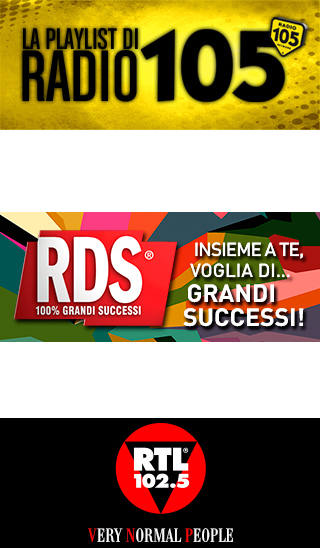 LA PLAYLIST DI
RADIO 105
RADIO
105
RDS®
100% GRANDI SUCCESSI
INSIEME A TE,
VOGLIA DI...
GRANDI
SUCCESSI!
RTL®
102.5
VERY NORMAL PEOPLE